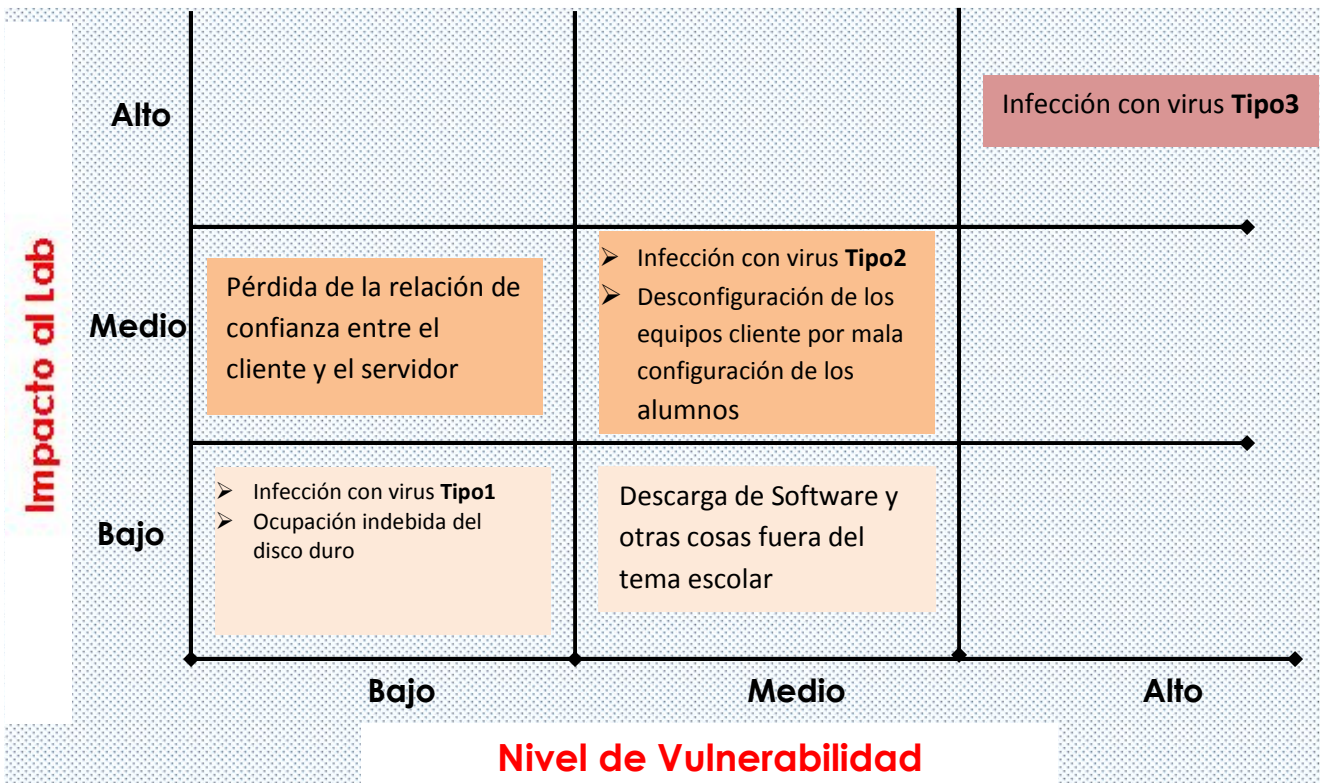 Impacto al Lab
Alto
Infección con virus Tipo3
Medio
Pérdida de la relación de
confianza entre el
cliente y el servidor
➢ Infección con virus Tipo2
➢ Desconfiguración de los
equipos cliente por mala
configuración de los
alumnos
Bajo
➢ Infección con virus Tipo1
➢ Ocupación indebida del
disco duro
Descarga de Software y
otras cosas fuera del
tema escolar
Bajo
Medio
Alto
Nivel de Vulnerabilidad